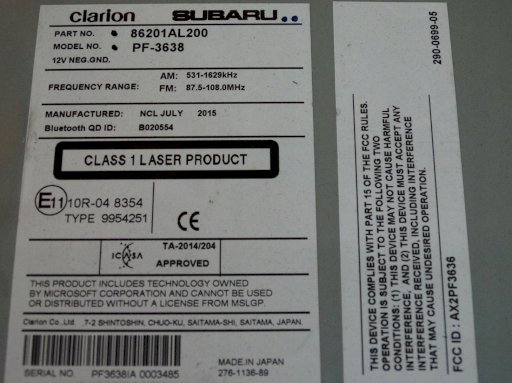 clarion SUBARU
PART NO. 86201AL200
MODEL NO. PF-3638
12V NEG.GND.
FREQUENCY RANGE: AM: 531-1629kHz
FM: 87.5-108.0MHz
MANUFACTURED: NCL JULY 2015
Bluetooth QD ID: B020554
CLASS 1 LASER PRODUCT
E11 10R-04 8354
TYPE 9954251
CE
ICASA
TA-2014/204
APPROVED
THIS PRODUCT INCLUDES TECHNOLOGY OWNED
BY MICROSOFT CORPORATION AND CANNOT BE USED
OR DISTRIBUTED WITHOUT A LICENSE FROM MSLGP.
Clarion Co.,Ltd. 7-2 SHINTOSHIN, CHUO-KU, SAITAMA-SHI, SAITAMA, JAPAN.
SERIAL NO. PF3638IA 0003485
MADE IN JAPAN
276-1136-89
290-0699-05
THIS DEVICE COMPLIES WITH PART 15 OF THE FCC RULES.
OPERATION IS SUBJECT TO THE FOLLOWING TWO
CONDITIONS: (1) THIS DEVICE MAY NOT CAUSE HARMFUL
INTERFERENCE, AND (2) THIS DEVICE MUST ACCEPT ANY
INTERFERENCE RECEIVED, INCLUDING INTERFERENCE
THAT MAY CAUSE UNDESIRED OPERATION.
FCC ID : AX2PF3636